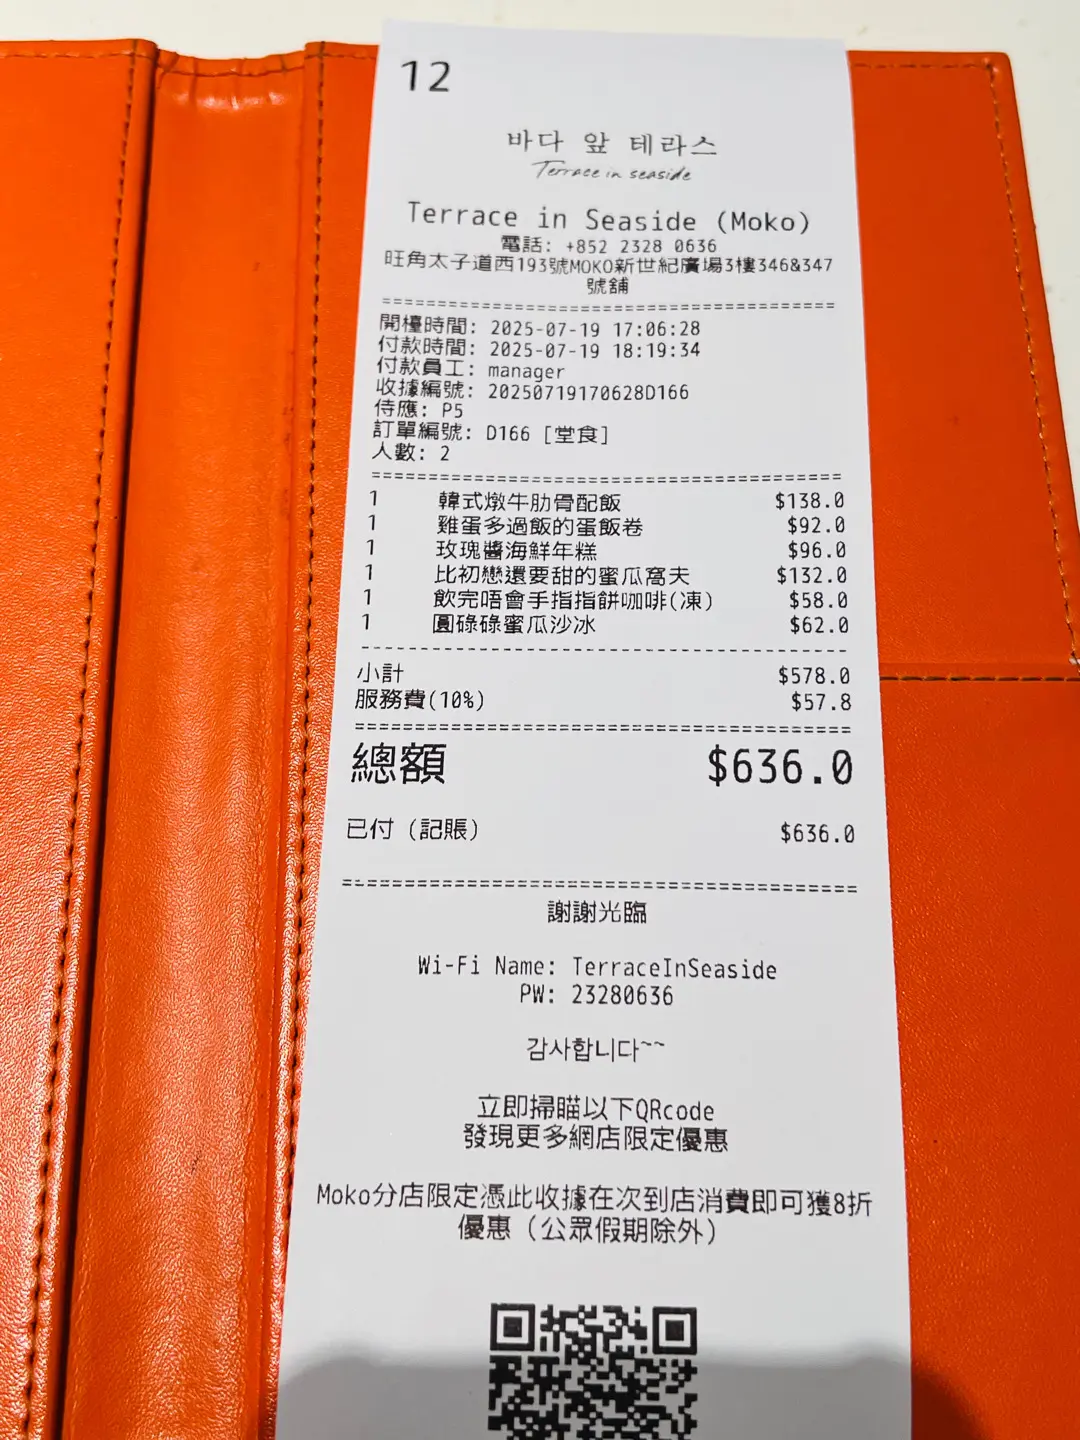 12
바다 앞 테라스
Terrace in seaside
Terrace in Seaside (Moko)
電話: +852 2328 0636
旺角太子道西193號MOKO新世紀廣場3樓346&347
號舖
開檯時間: 2025-07-19 17:06:28
付款時間: 2025-07-19 18:19:34
付款員工: manager
收據編號: 20250719170628D166
侍應: P5
訂單編號: D166 [堂食]
人數: 2
1 韓式燉牛肋骨配飯 $138.0
1 雞蛋多過飯的蛋飯卷 $92.0
1 玫瑰醬海鮮年糕 $96.0
1 比初戀還要甜的蜜瓜窩夫 $132.0
1 飲完唔會手指指餅咖啡(凍) $58.0
1 圓碌碌蜜瓜沙冰 $62.0
小計 $578.0
服務費(10%) $57.8
總額 $636.0
已付 (記賬) $636.0
謝謝光臨
Wi-Fi Name: TerraceInSeaside
PW: 23280636
감사합니다~~
立即掃瞄以下QRcode
發現更多網店限定優惠
Moko分店限定憑此收據在次到店消費即可獲8折
優惠（公眾假期除外）